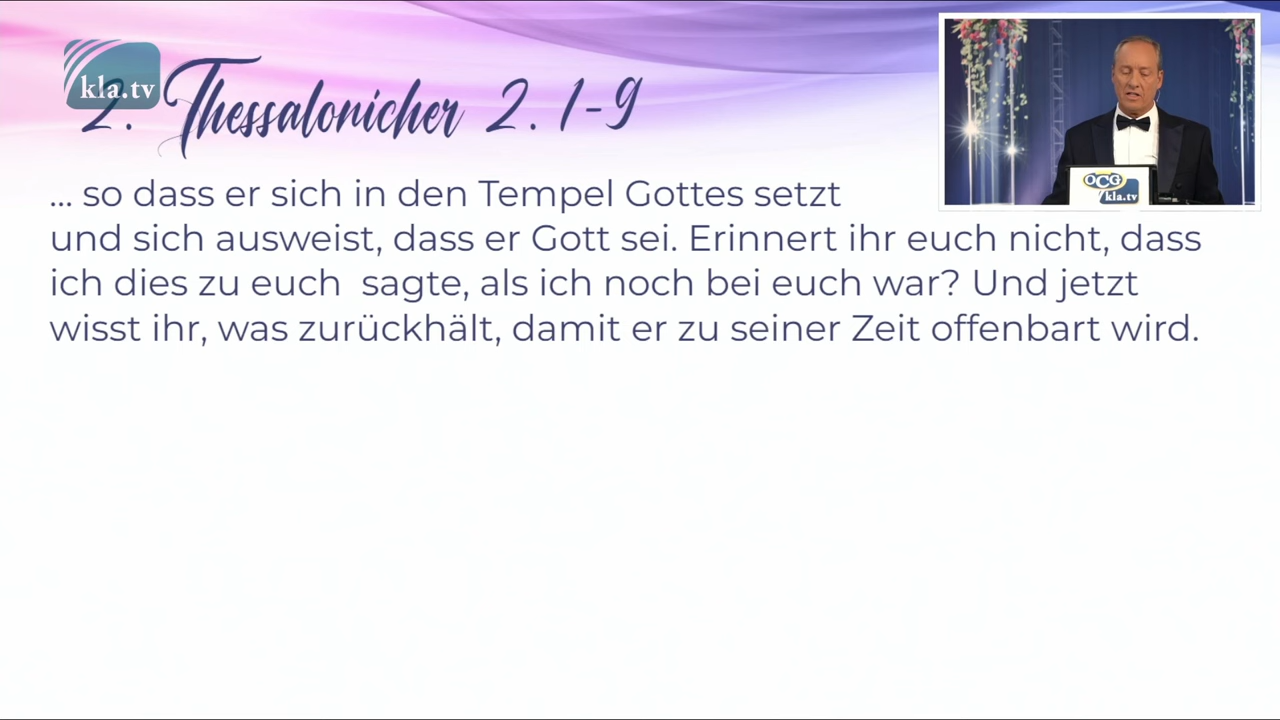 kla.tv
2. Thessalonicher 2. 1-9
... so dass er sich in den Tempel Gottes setzt
und sich ausweist, dass er Gott sei. Erinnert ihr euch nicht, dass
ich dies zu euch  sagte, als ich noch bei euch war? Und jetzt
wisst ihr, was zurückhält, damit er zu seiner Zeit offenbart wird.
OCG
kla.tv